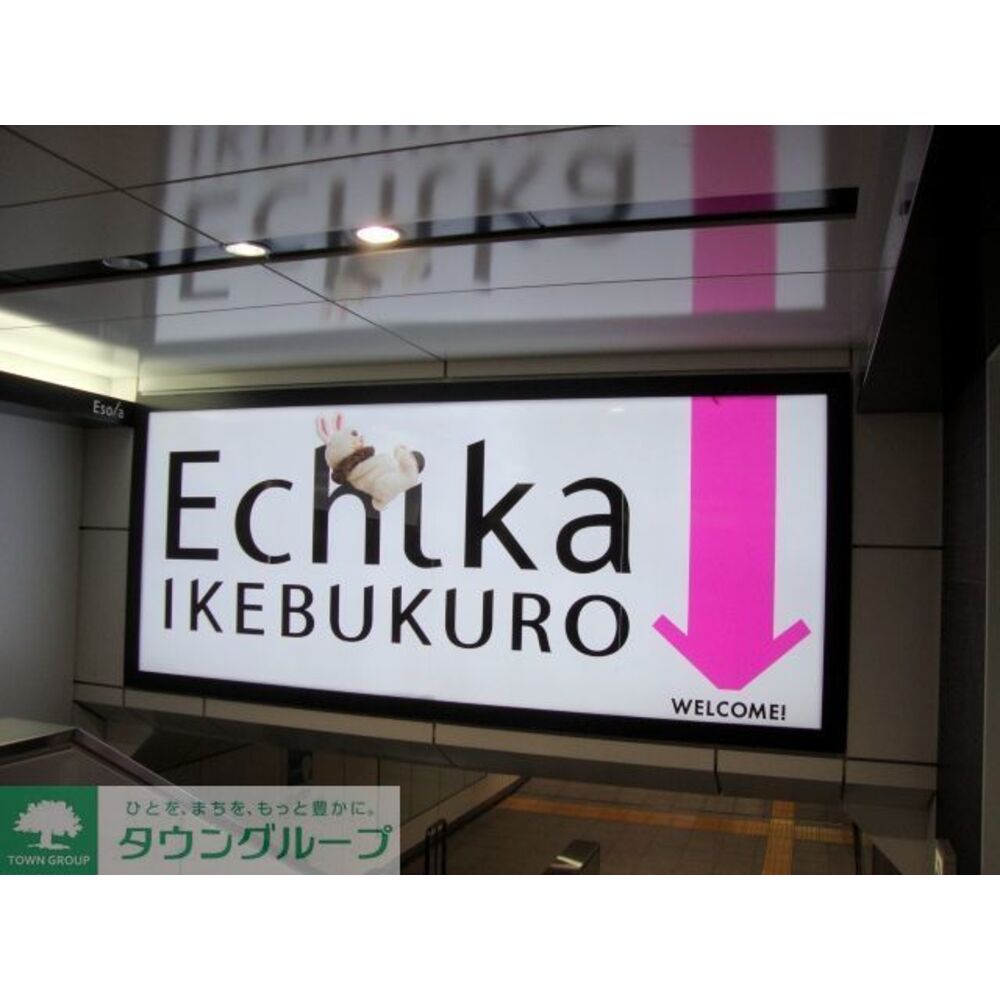 Esola
Echika
IKEBUKURO
WELCOME!
ひとを、まちを、もっと豊かに。
TOWN GROUP
タウングループ